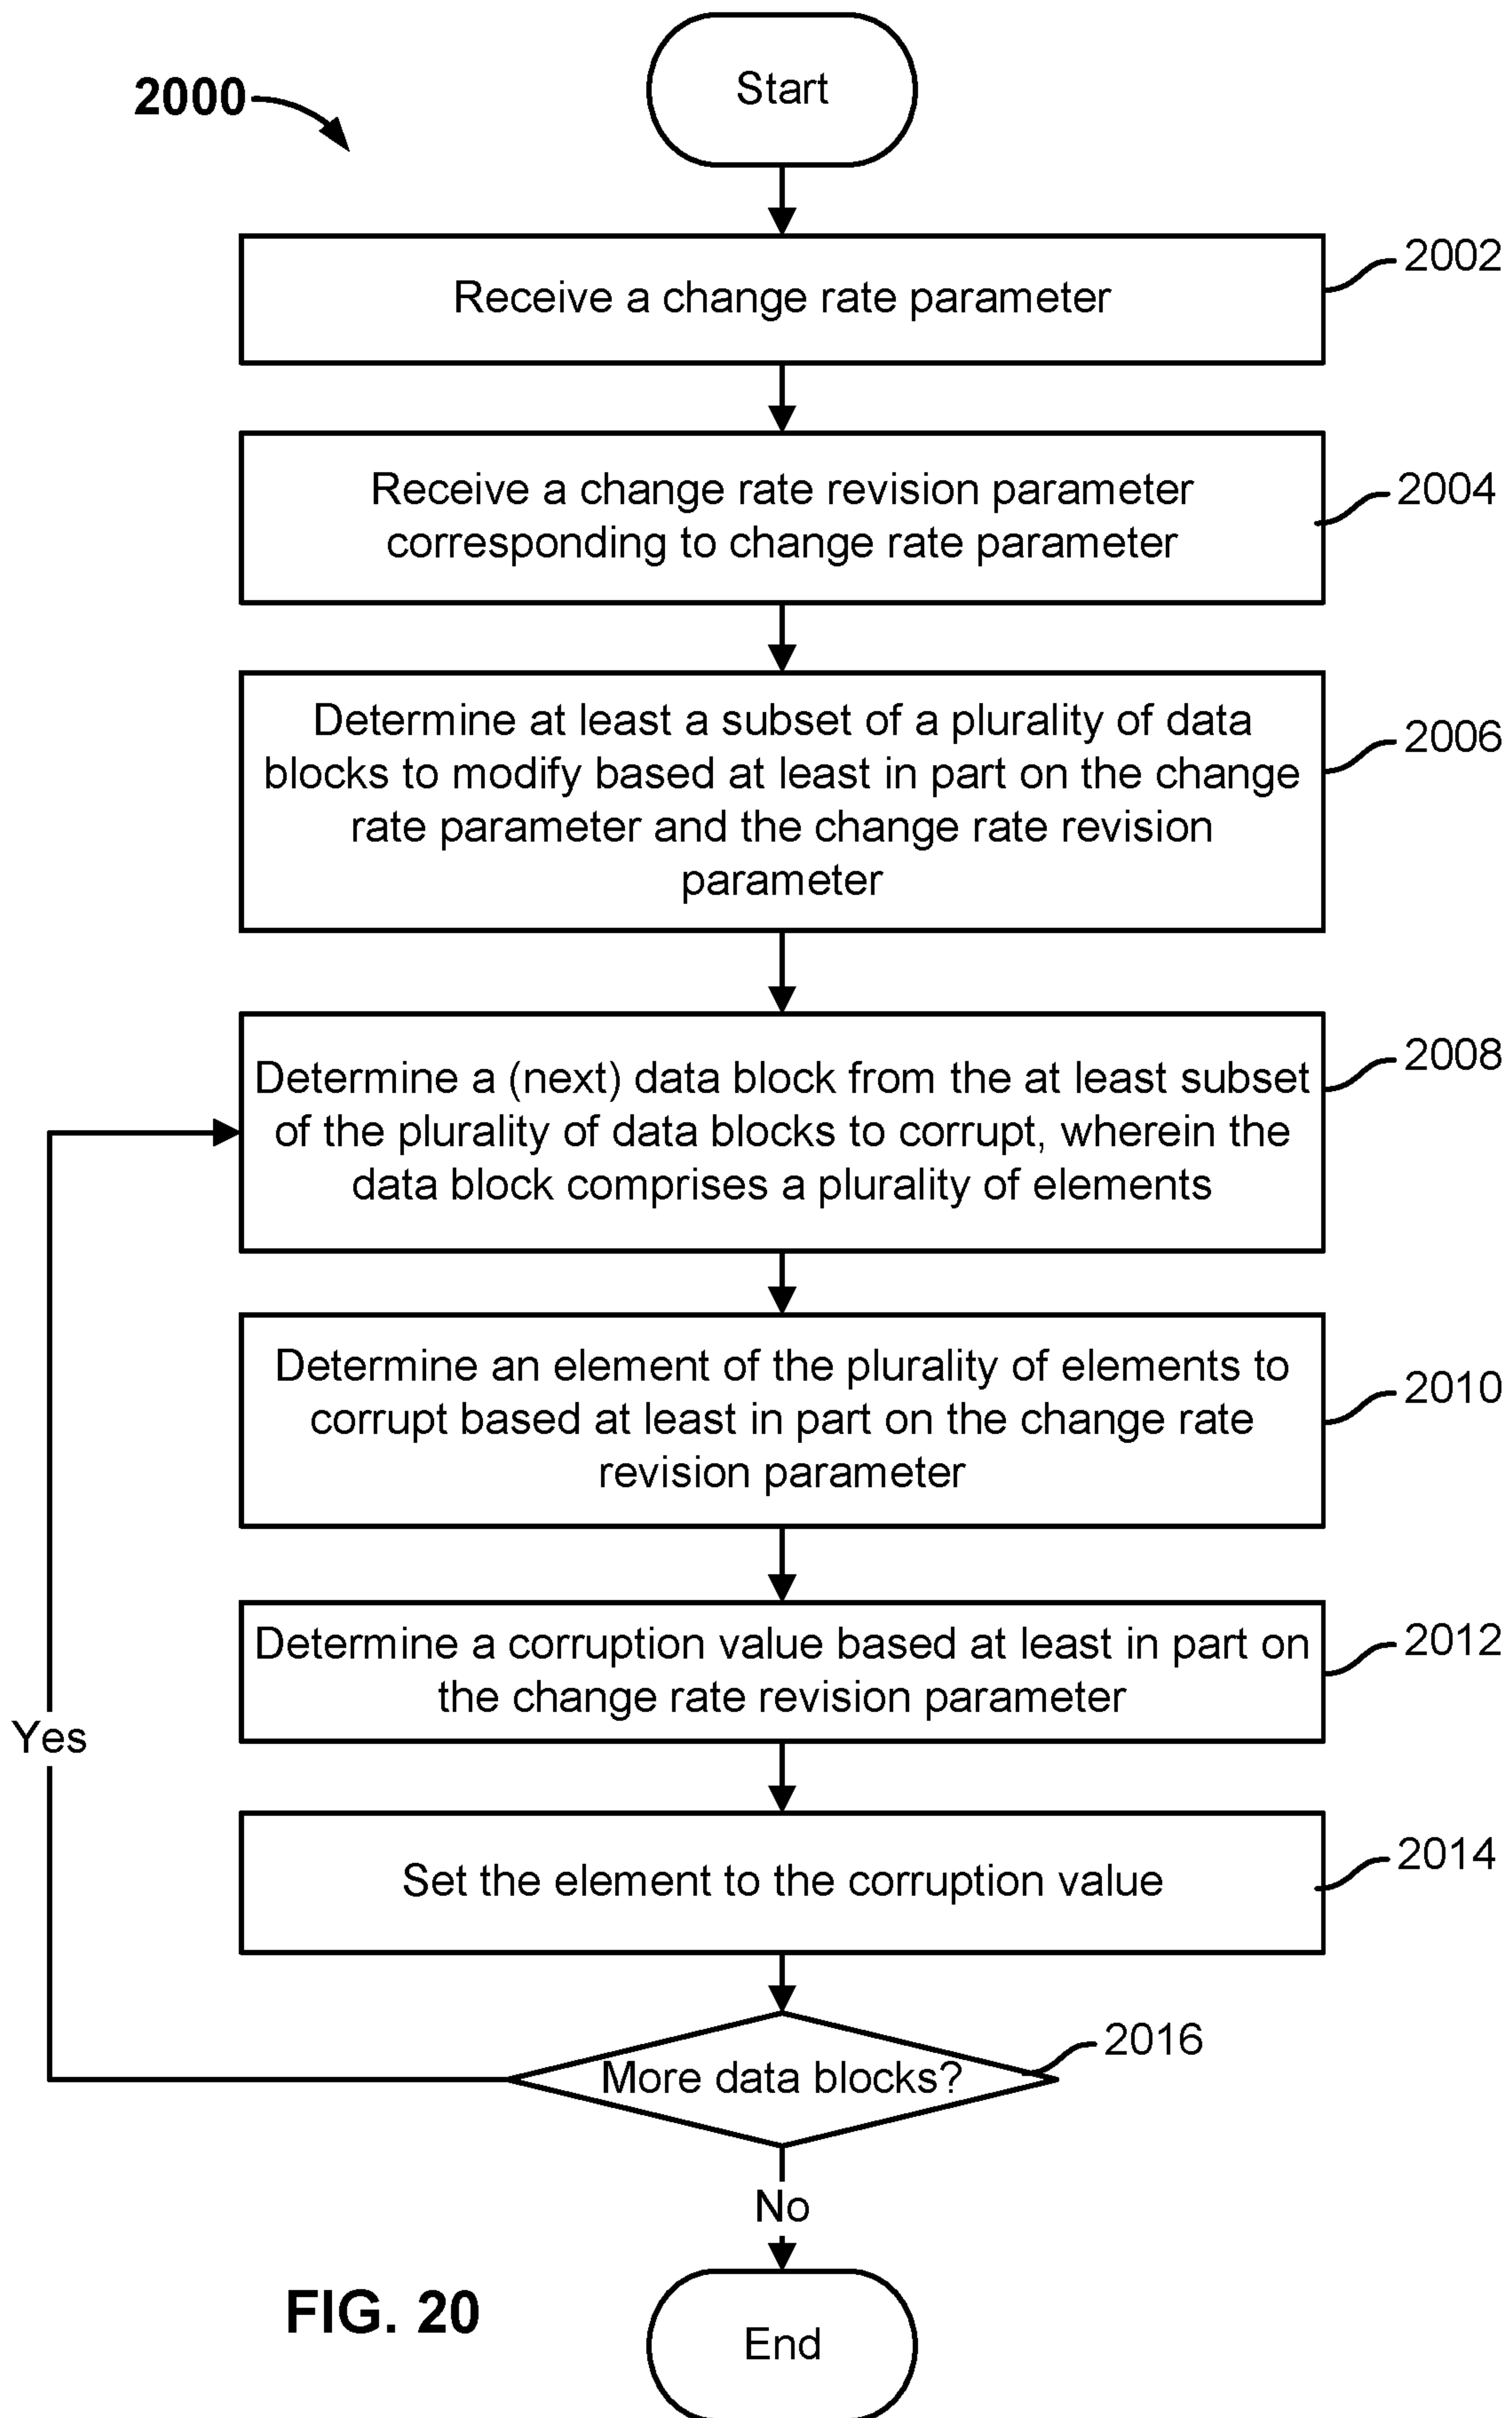 Start
2000
Receive a change rate parameter
2002
Receive a change rate revision parameter
corresponding to change rate parameter
2004
Determine at least a subset of a plurality of data
blocks to modify based at least in part on the change
rate parameter and the change rate revision
parameter
2006
Determine a (next) data block from the at least subset
of the plurality of data blocks to corrupt, wherein the
data block comprises a plurality of elements
2008
Determine an element of the plurality of elements to
corrupt based at least in part on the change rate
revision parameter
2010
Determine a corruption value based at least in part on
the change rate revision parameter
2012
Yes
Set the element to the corruption value
2014
More data blocks?
2016
No
FIG. 20
End